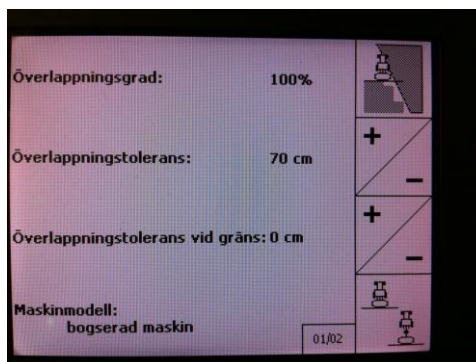 Överlappningsgrad: 100%
+
Överlappningstolerans: 70 cm
−
+
Överlappningstolerans vid gräns: 0 cm
−
Maskinmodell:
bogserad maskin
01/02